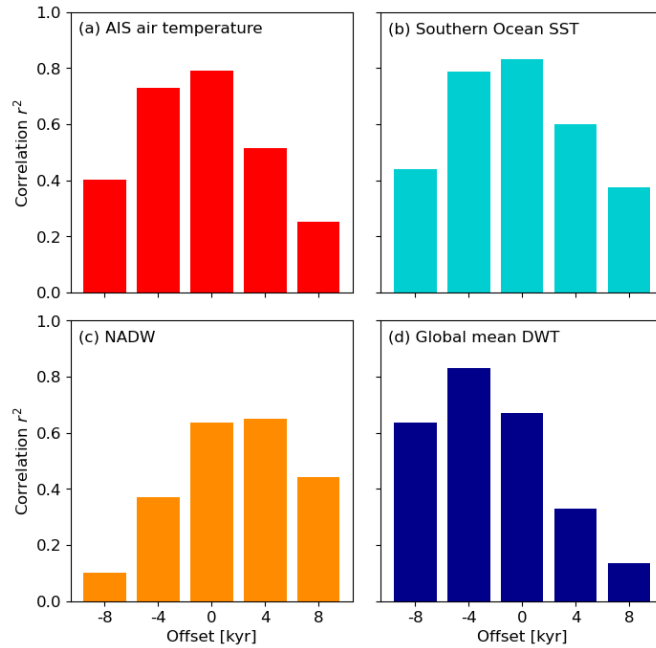 (a) AIS air temperature
(b) Southern Ocean SST
1.0
0.8
0.6
0.4
0.2
0.0
Correlation r²
(c) NADW
(d) Global mean DWT
1.0
0.8
0.6
0.4
0.2
0.0
Correlation r²
-8 -4 0 4 8
-8 -4 0 4 8
Offset [kyr]
Offset [kyr]